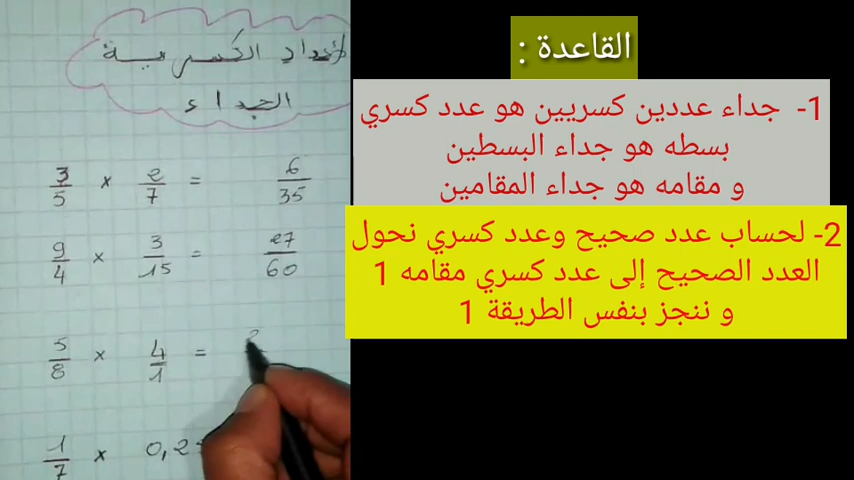 الأعداد الكسرية
الجداء
3/5 × 2/7 = 6/35
9/4 × 3/15 = 27/60
5/8 × 4/1 =
1/7 × 0,2
القاعدة :
1- جداء عددين كسريين هو عدد كسري
بسطه هو جداء البسطين
و مقامه هو جداء المقامين
2- لحساب عدد صحيح وعدد كسري نحول
العدد الصحيح إلى عدد كسري مقامه 1
و ننجز بنفس الطريقة 1